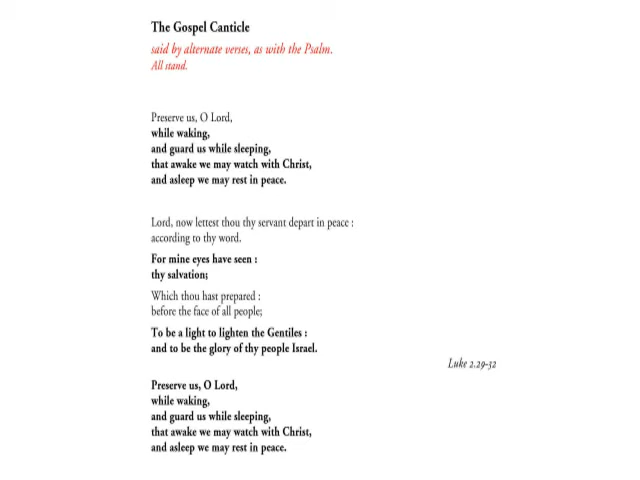 The Gospel Canticle
said by alternate verses, as with the Psalm.
All stand.
Preserve us, O Lord,
while waking,
and guard us while sleeping,
that awake we may watch with Christ,
and asleep we may rest in peace.
Lord, now lettest thou thy servant depart in peace :
according to thy word.
For mine eyes have seen :
thy salvation;
Which thou hast prepared :
before the face of all people;
To be a light to lighten the Gentiles :
and to be the glory of thy people Israel.
Luke 2.29-32
Preserve us, O Lord,
while waking,
and guard us while sleeping,
that awake we may watch with Christ,
and asleep we may rest in peace.